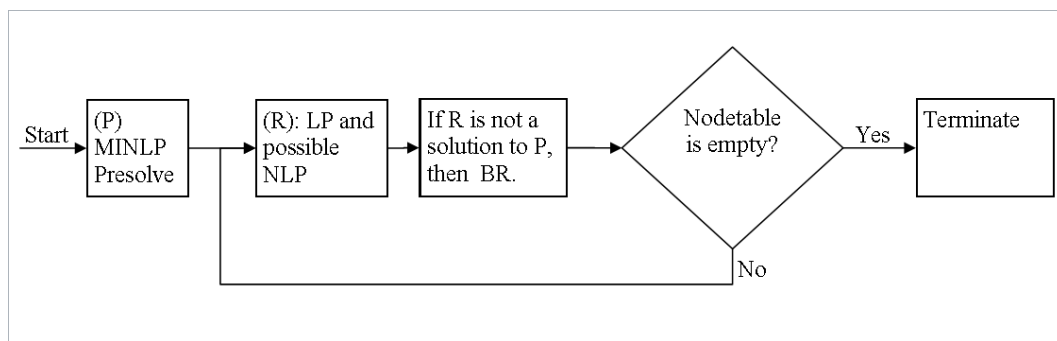 Start
(P)
MINLP
Presolve
(R): LP and
possible
NLP
If R is not a
solution to P,
then BR.
Nodetable
is empty?
Yes
Terminate
No